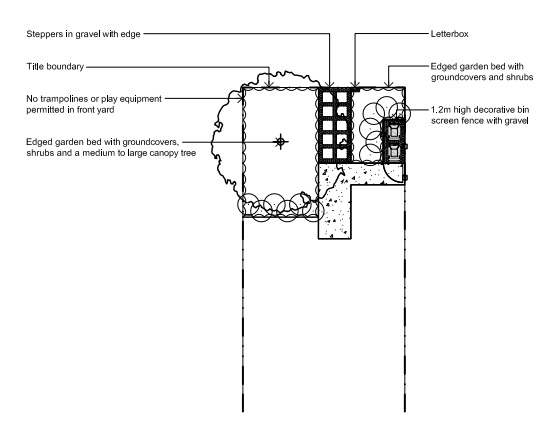 Steppers in gravel with edge
Letterbox
Title boundary
Edged garden bed with
groundcovers and shrubs
No trampolines or play equipment
permitted in front yard
1.2m high decorative bin
screen fence with gravel
Edged garden bed with groundcovers,
shrubs and a medium to large canopy tree